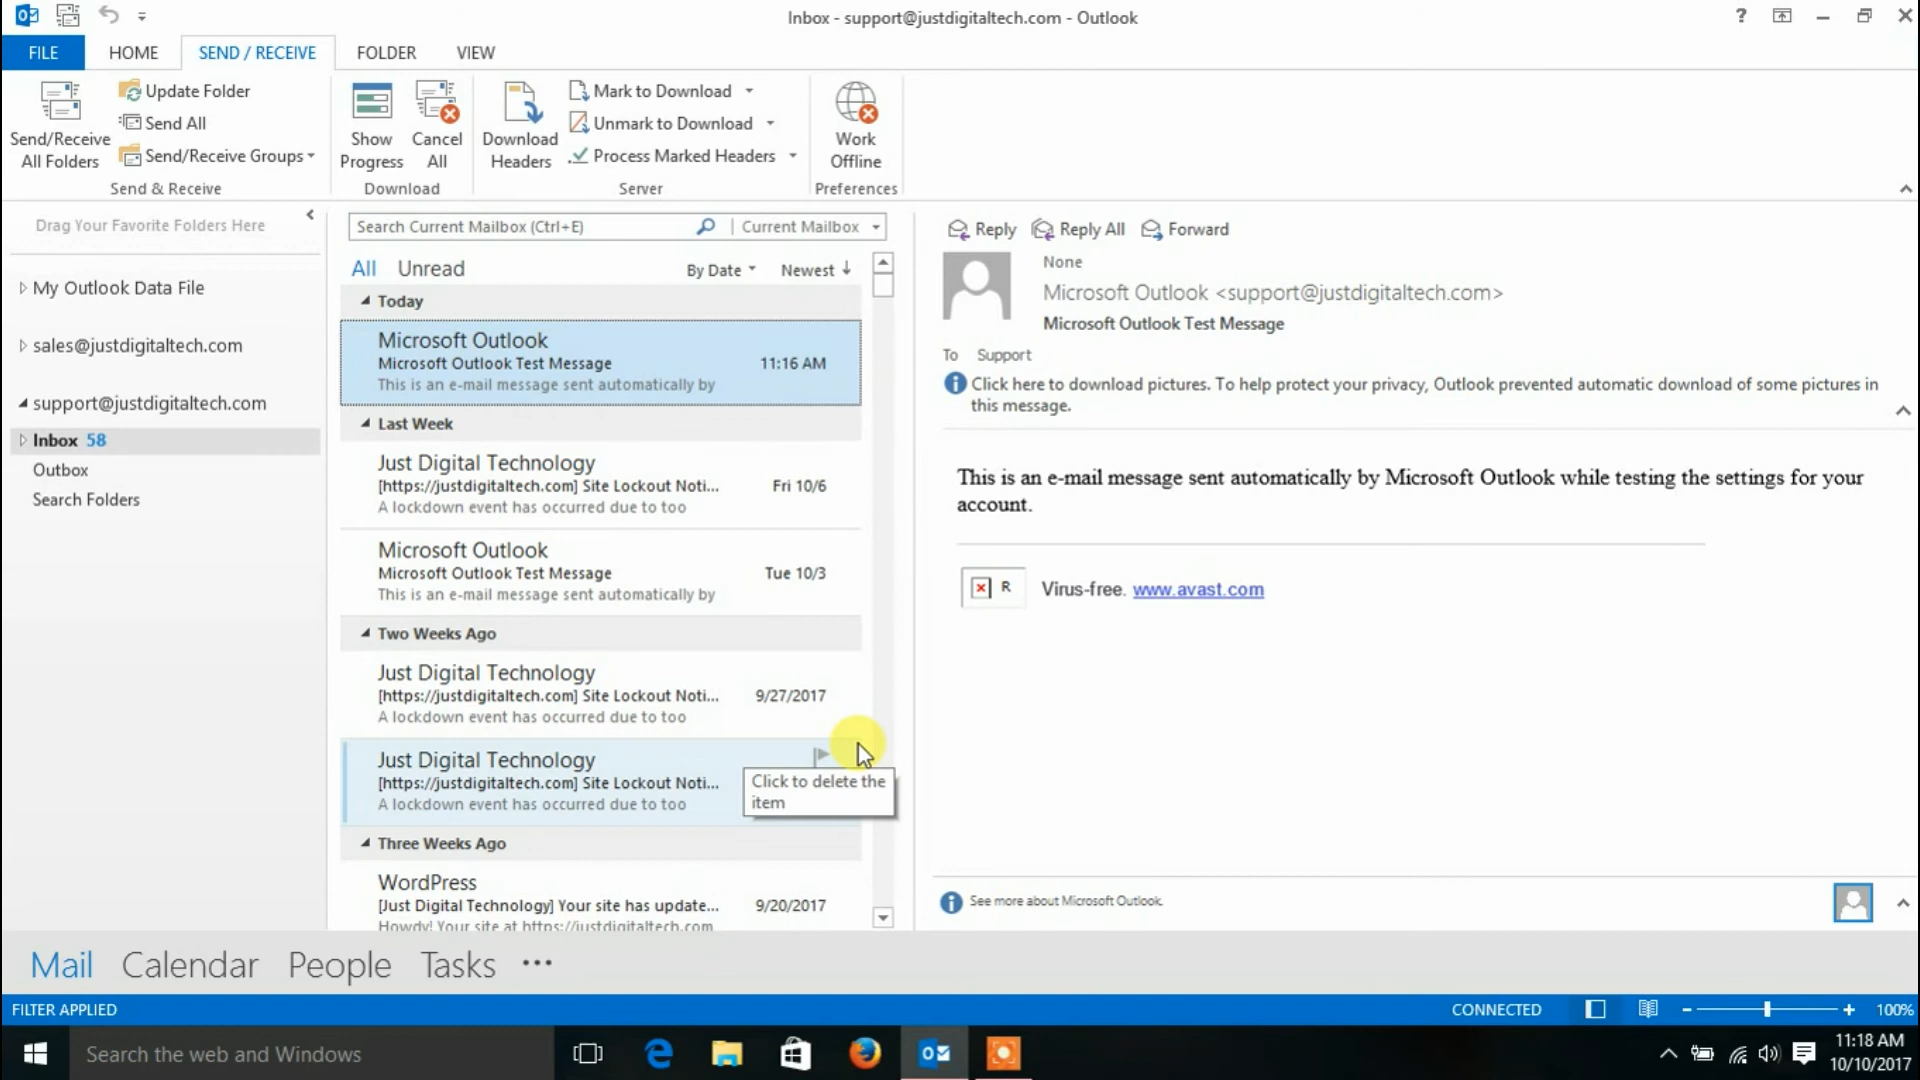 Inbox - support@justdigitaltech.com - Outlook
?
FILE
HOME
SEND / RECEIVE
FOLDER
VIEW
Send/Receive
All Folders
Update Folder
Send All
Send/Receive Groups
Send & Receive
Show
Progress
Cancel
All
Download
Download
Headers
Mark to Download
Unmark to Download
Process Marked Headers
Server
Work
Offline
Preferences
Drag Your Favorite Folders Here
My Outlook Data File
sales@justdigitaltech.com
support@justdigitaltech.com
Inbox 58
Outbox
Search Folders
Search Current Mailbox (Ctrl+E)
Current Mailbox
All Unread
By Date
Newest
Today
Microsoft Outlook
Microsoft Outlook Test Message 11:16 AM
This is an e-mail message sent automatically by
Last Week
Just Digital Technology
[https://justdigitaltech.com] Site Lockout Noti... Fri 10/6
A lockdown event has occurred due to too
Microsoft Outlook
Microsoft Outlook Test Message Tue 10/3
This is an e-mail message sent automatically by
Two Weeks Ago
Just Digital Technology
[https://justdigitaltech.com] Site Lockout Noti... 9/27/2017
A lockdown event has occurred due to too
Just Digital Technology
[https://justdigitaltech.com] Site Lockout Noti...
A lockdown event has occurred due to too
Click to delete the
item
Three Weeks Ago
WordPress
[Just Digital Technology] Your site has update... 9/20/2017
Howdy! Your site at https://justdigitaltech.com
Reply
Reply All
Forward
None
Microsoft Outlook <support@justdigitaltech.com>
Microsoft Outlook Test Message
To Support
Click here to download pictures. To help protect your privacy, Outlook prevented automatic download of some pictures in
this message.
This is an e-mail message sent automatically by Microsoft Outlook while testing the settings for your
account.
R
Virus-free. www.avast.com
See more about Microsoft Outlook.
Mail Calendar People Tasks ...
FILTER APPLIED
CONNECTED
100%
Search the web and Windows
11:18 AM
10/10/2017